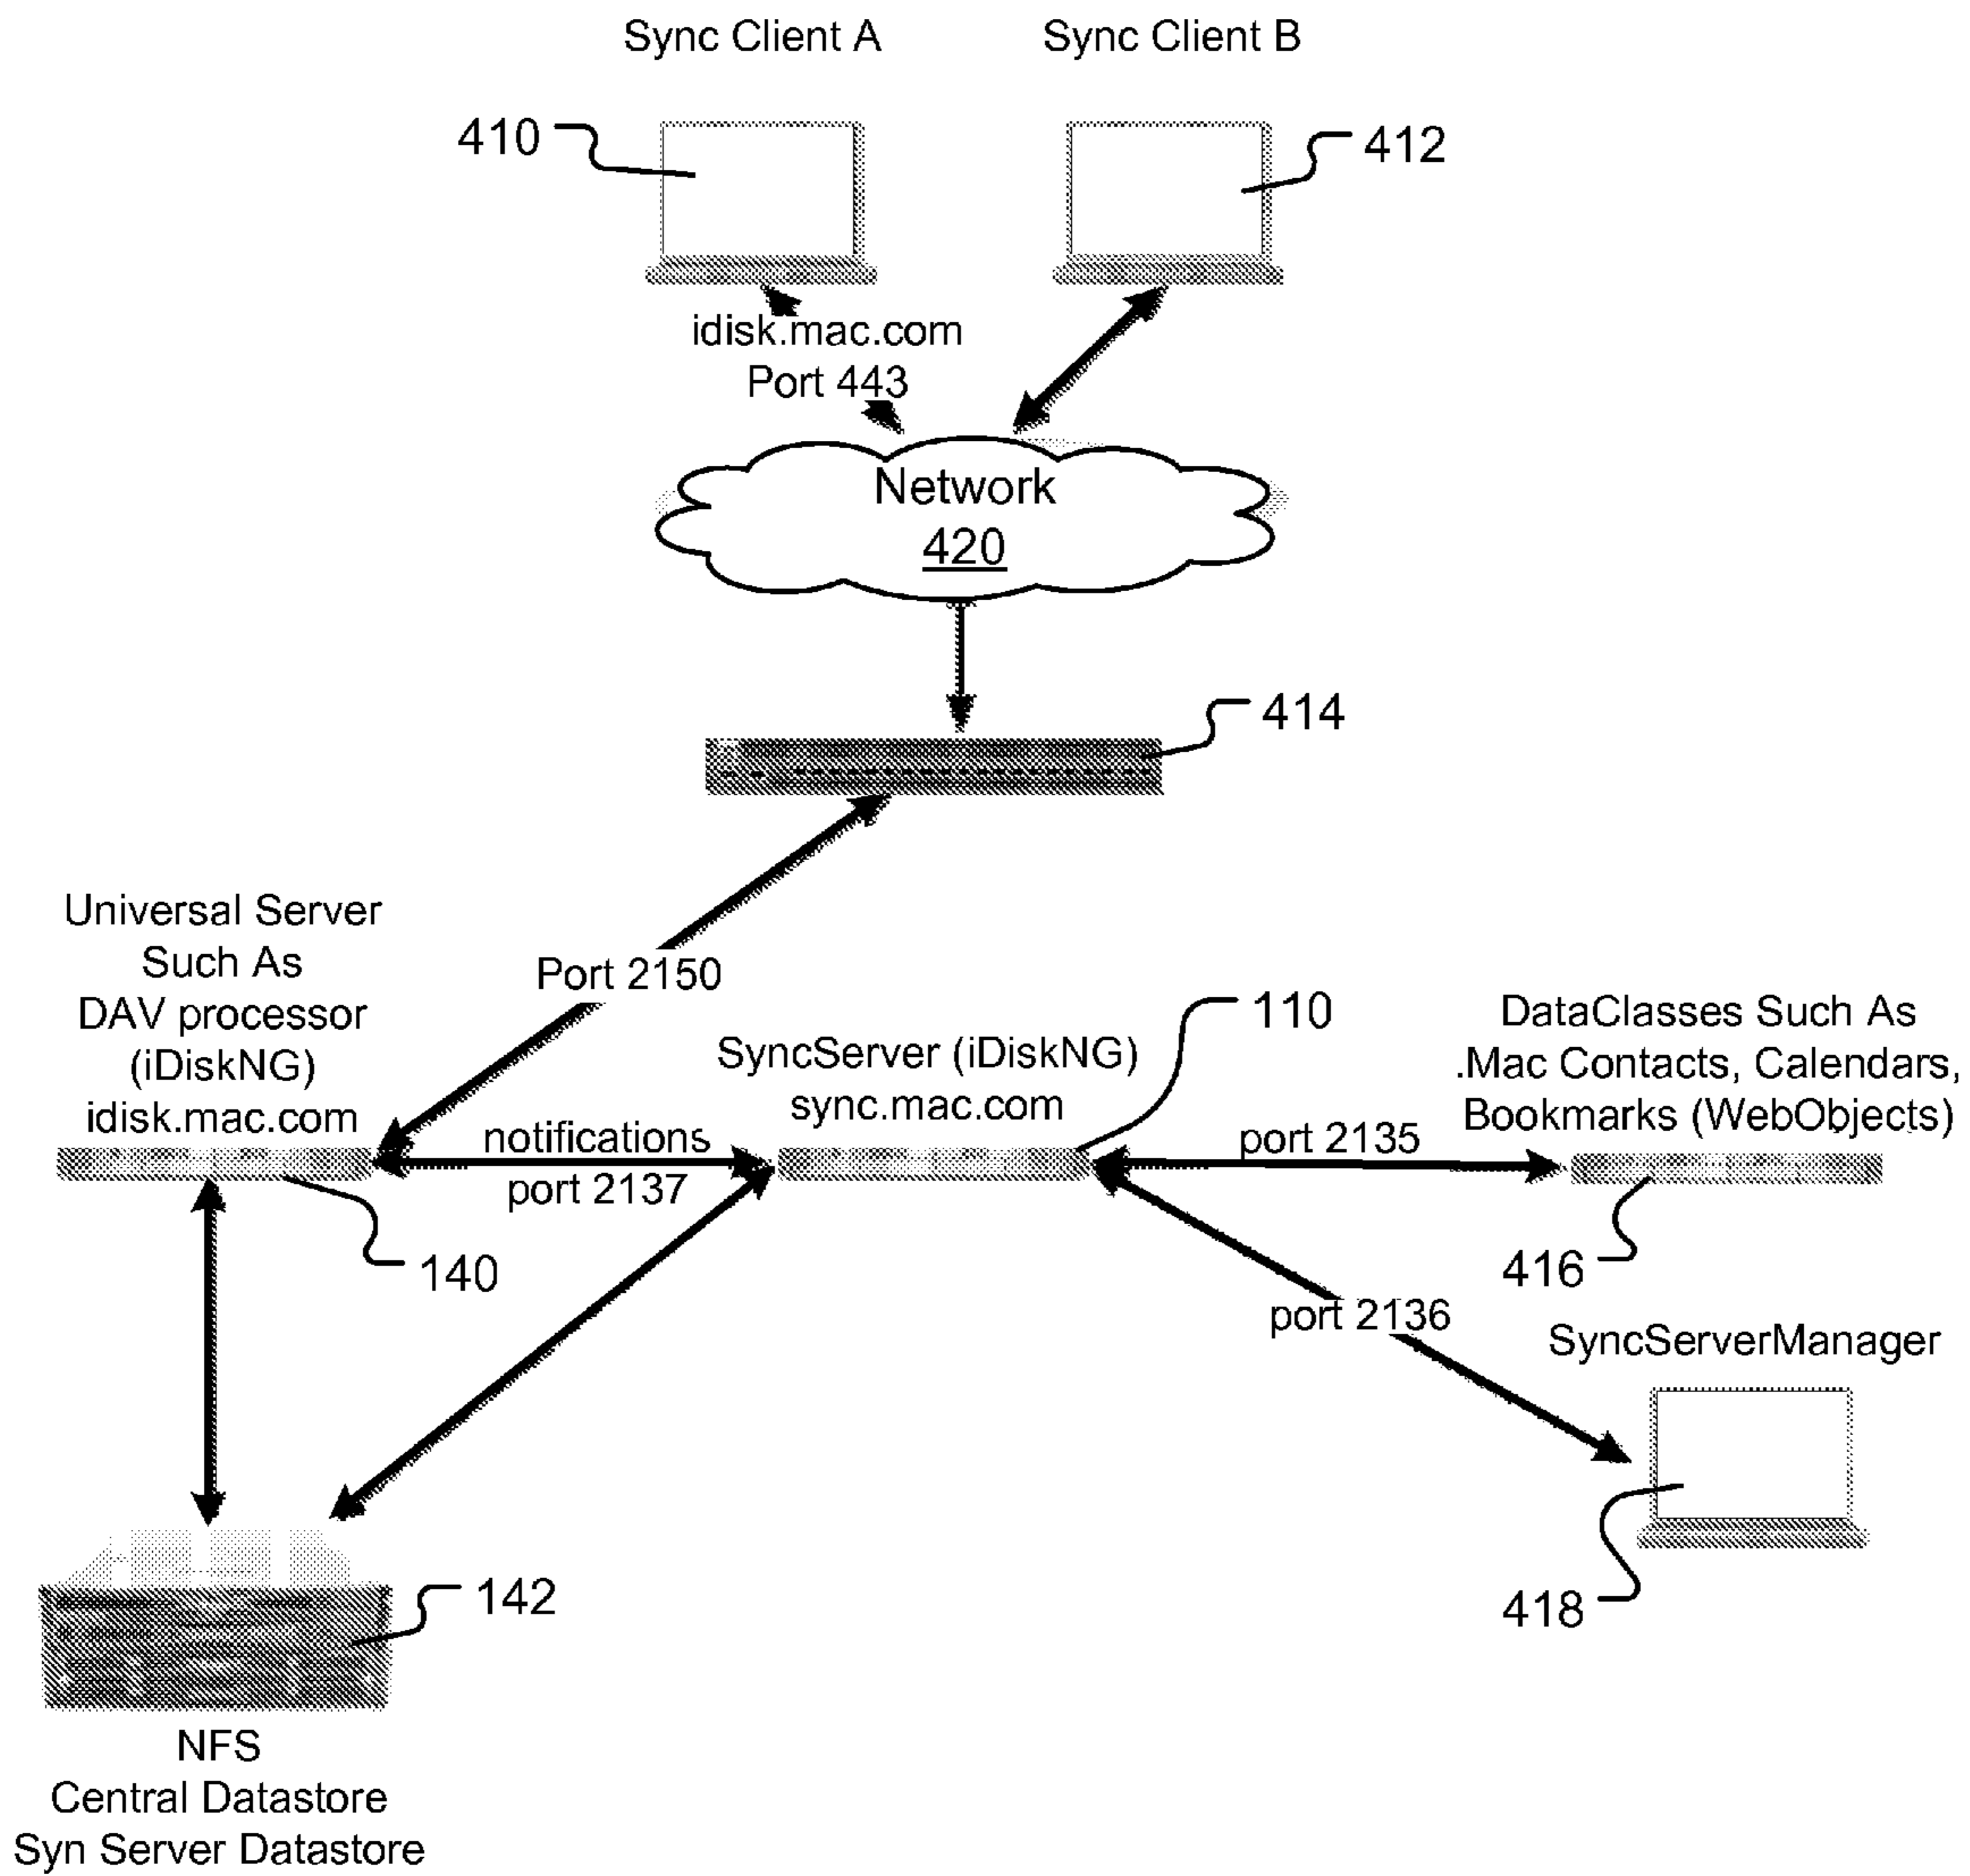 Sync Client A
Sync Client B
410
412
idisk.mac.com
Port 443
Network
420
414
Universal Server
Such As
DAV processor
(iDiskNG)
idisk.mac.com
Port 2150
110
SyncServer (iDiskNG)
sync.mac.com
DataClasses Such As
.Mac Contacts, Calendars,
Bookmarks (WebObjects)
notifications
port 2137
port 2135
140
416
port 2136
SyncServerManager
142
418
NFS
Central Datastore
Syn Server Datastore